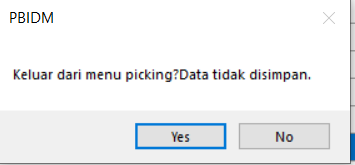 PBIDM
Keluar dari menu picking?Data tidak disimpan.
Yes
No